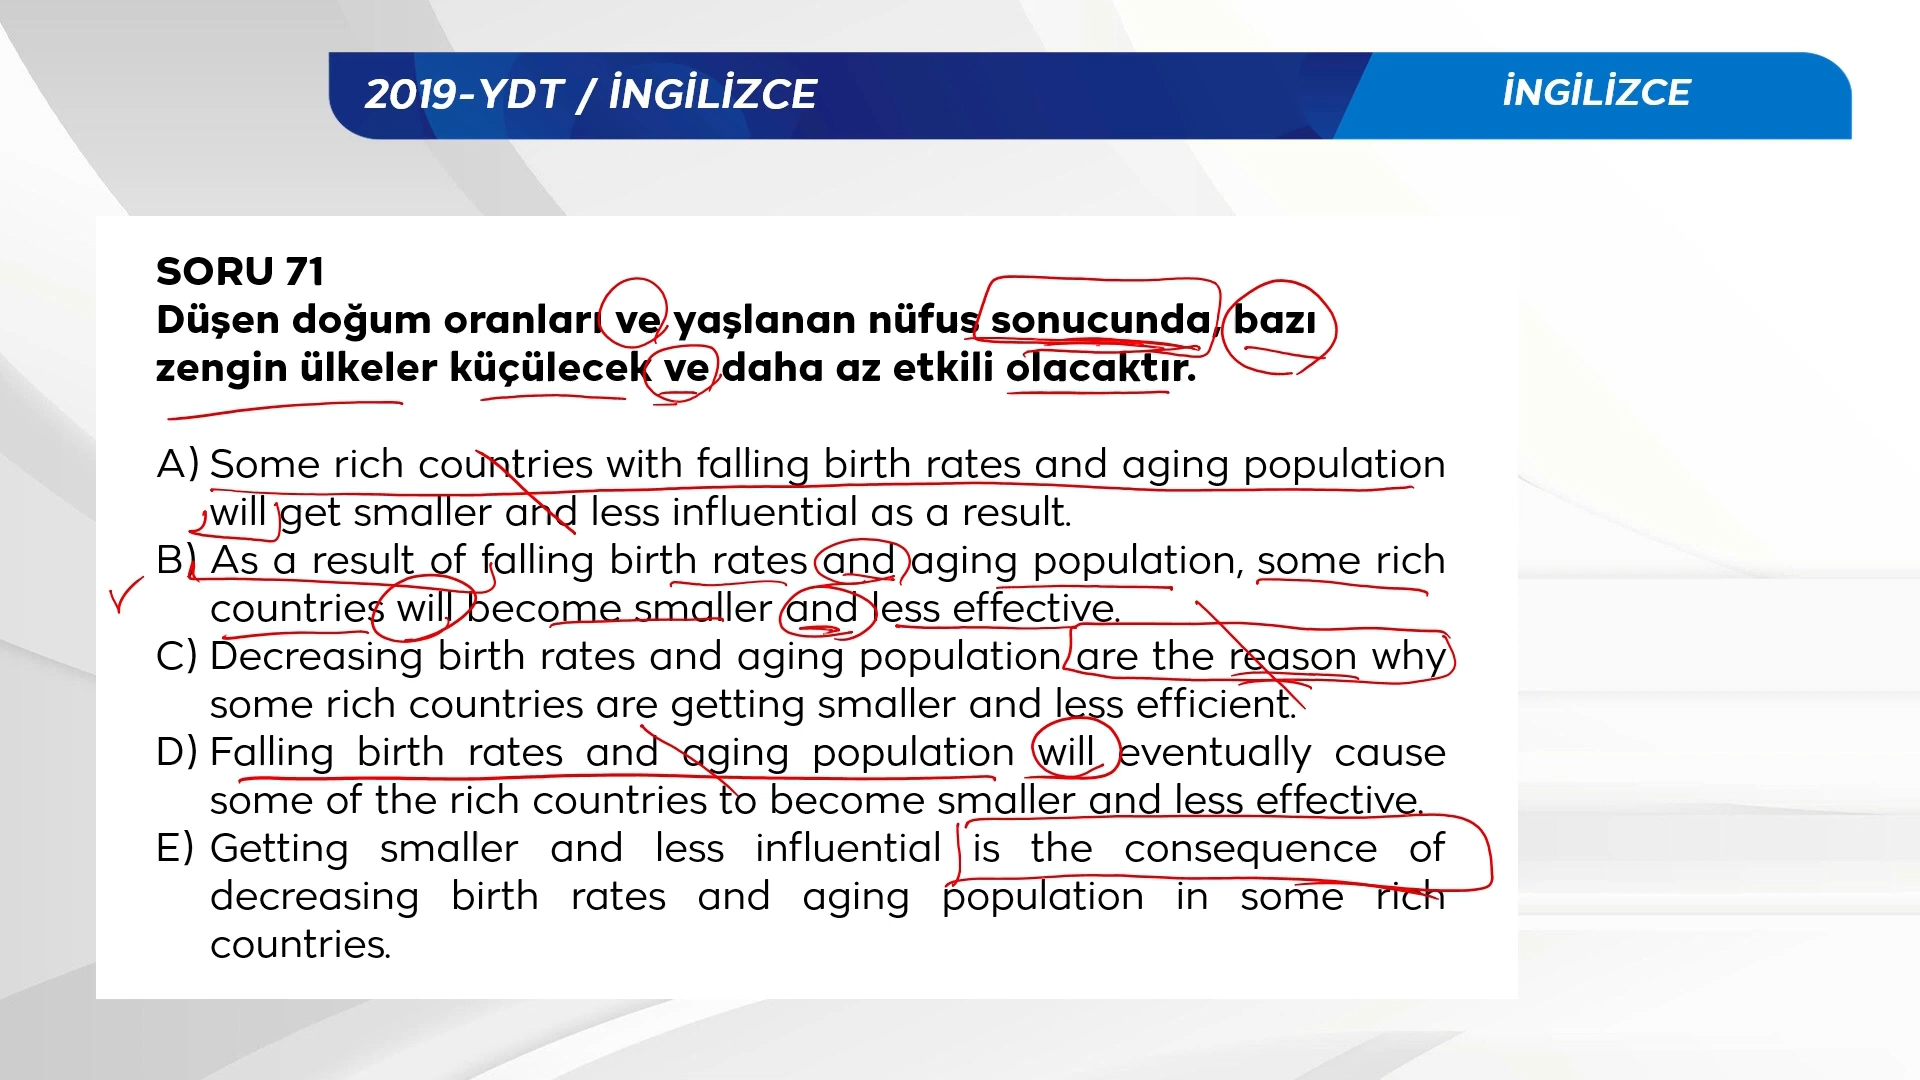 2019-YDT / İNGİLİZCE
İNGİLİZCE
SORU 71
Düşen doğum oranları ve yaşlanan nüfus sonucunda, bazı
zengin ülkeler küçülecek ve daha az etkili olacaktır.
A) Some rich countries with falling birth rates and aging population
will get smaller and less influential as a result.
B) As a result of falling birth rates and aging population, some rich
countries will become smaller and less effective.
C) Decreasing birth rates and aging population are the reason why
some rich countries are getting smaller and less efficient.
D) Falling birth rates and aging population will eventually cause
some of the rich countries to become smaller and less effective.
E) Getting smaller and less influential is the consequence of
decreasing birth rates and aging population in some rich
countries.